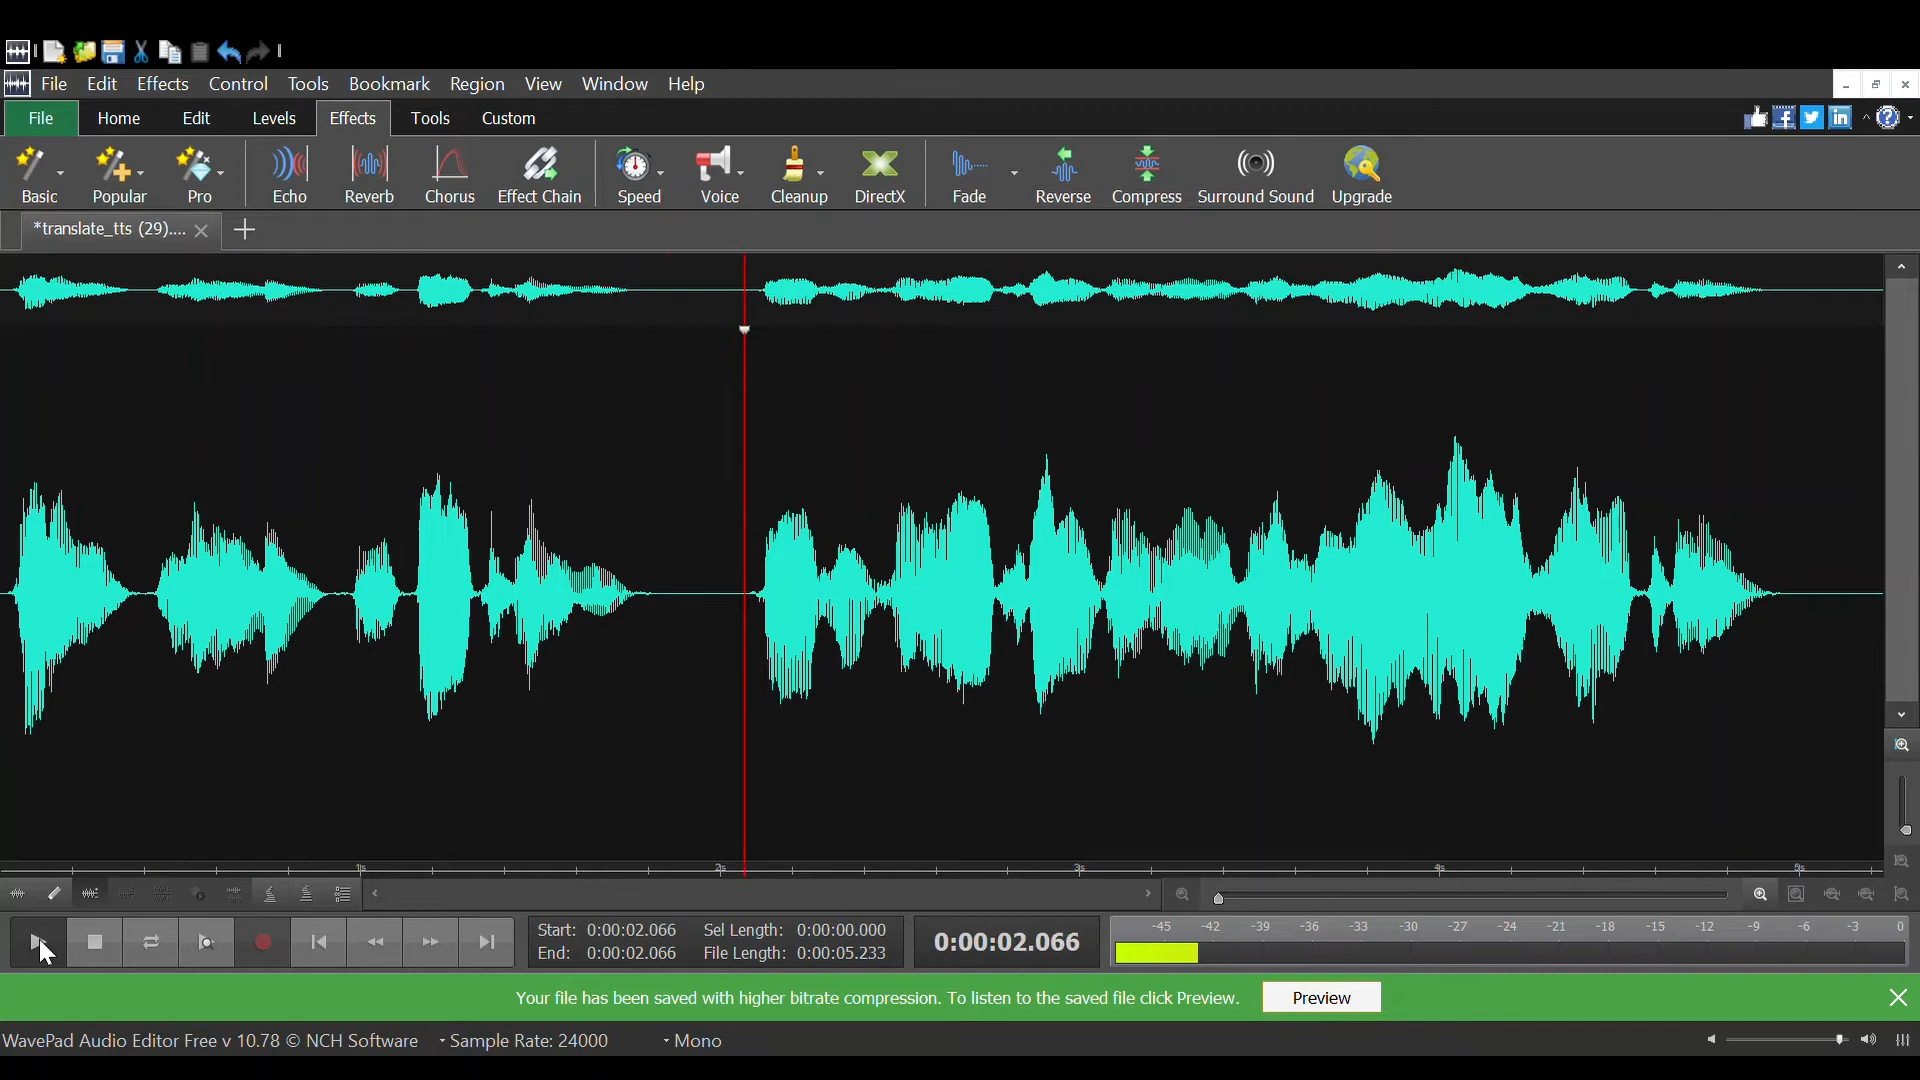 File Edit Effects Control Tools Bookmark Region View Window Help
File Home Edit Levels Effects Tools Custom
Basic Popular Pro Echo Reverb Chorus Effect Chain Speed Voice Cleanup DirectX Fade Reverse Compress Surround Sound Upgrade
*translate_tts (29)....
1s 2s 3s 4s 5s
Start: 0:00:02.066 Sel Length: 0:00:00.000
End: 0:00:02.066 File Length: 0:00:05.233
0:00:02.066
-45 -42 -39 -36 -33 -30 -27 -24 -21 -18 -15 -12 -9 -6 -3 0
Your file has been saved with higher bitrate compression. To listen to the saved file click Preview. Preview
WavePad Audio Editor Free v 10.78 © NCH Software Sample Rate: 24000 Mono